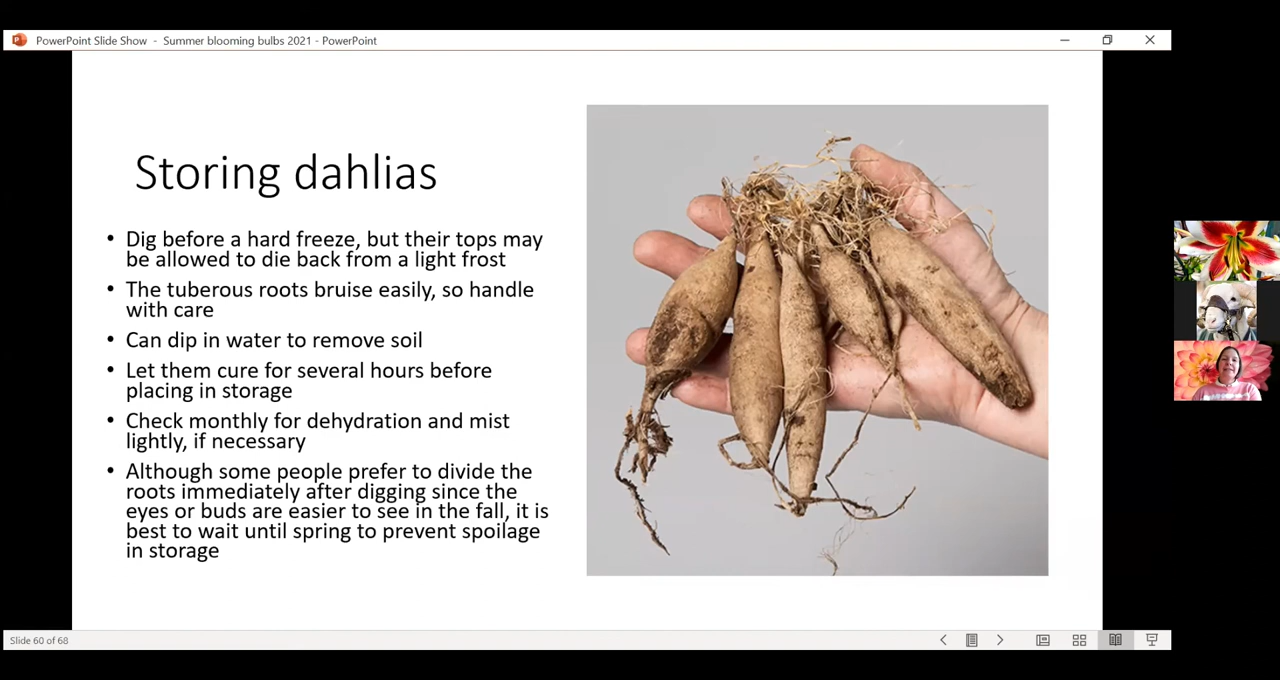 PowerPoint Slide Show - Summer blooming bulbs 2021 - PowerPoint
Storing dahlias
• Dig before a hard freeze, but their tops may
be allowed to die back from a light frost
• The tuberous roots bruise easily, so handle
with care
• Can dip in water to remove soil
• Let them cure for several hours before
placing in storage
• Check monthly for dehydration and mist
lightly, if necessary
• Although some people prefer to divide the
roots immediately after digging since the
eyes or buds are easier to see in the fall, it is
best to wait until spring to prevent spoilage
in storage
Slide 60 of 68